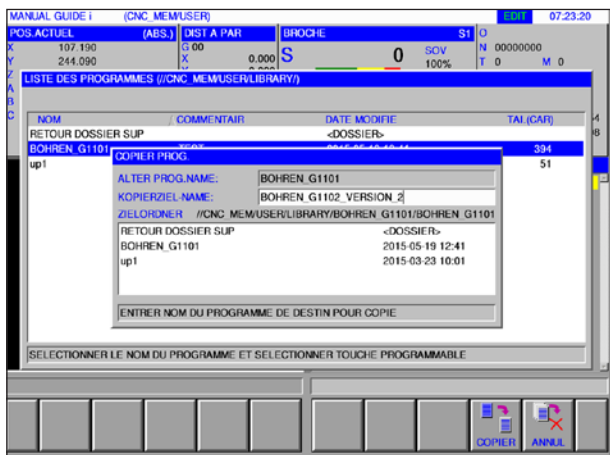 MANUAL GUIDE i (CNC_MEM/USER) EDIT 07:23:20
POS.ACTUEL (ABS.) DIST A PAR BROCHE S1 O
X 107.190 G 00 S 0 SOV N 00000000
Y 244.090 X 0.000 100% T 0 M 0
Z
LISTE DES PROGRAMMES (//CNC_MEM/USER/LIBRARY/)
A
B
C
NOM COMMENTAIR DATE MODIFIE TAI.(CAR)
RETOUR DOSSIER SUP <DOSSIER>
BOHREN_G1101 394
up1 51
COPIER PROG.
ALTER PROG.NAME: BOHREN_G1101
KOPIERZIEL-NAME: BOHREN_G1102_VERSION_2
ZIELORDNER //CNC_MEM/USER/LIBRARY/BOHREN_G1101/BOHREN_G1101
RETOUR DOSSIER SUP <DOSSIER>
BOHREN_G1101 2015-05-19 12:41
up1 2015-03-23 10:01
ENTRER NOM DU PROGRAMME DE DESTIN POUR COPIE
SELECTIONNER LE NOM DU PROGRAMME ET SELECTIONNER TOUCHE PROGRAMMABLE
COPIER ANNUL